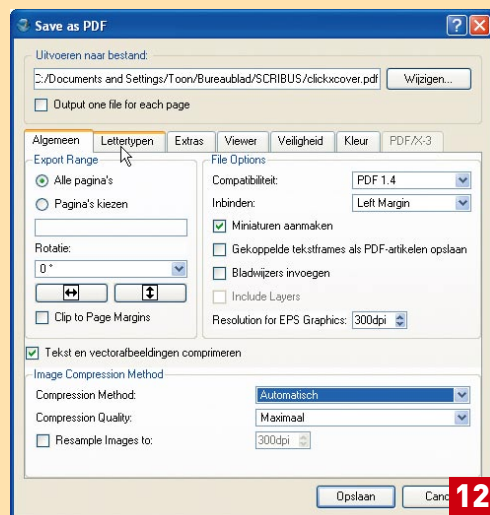 Save as PDF
Uitvoeren naar bestand:
C:/Documents and Settings/Toon/Bureaublad/SCRIBUS/clickxcover.pdf Wijzigen...
Output one file for each page
Algemeen Lettertypen Extras Viewer Veiligheid Kleur PDF/X-3
Export Range
Alle pagina's
Pagina's kiezen
Rotatie:
0 °
Clip to Page Margins
File Options
Compatibiliteit: PDF 1.4
Inbinden: Left Margin
Miniaturen aanmaken
Gekoppelde tekstframes als PDF-artikelen opslaan
Bladwijzers invoegen
Include Layers
Resolution for EPS Graphics: 300dpi
Tekst en vectorafbeeldingen comprimeren
Image Compression Method
Compression Method: Automatisch
Compression Quality: Maximaal
Resample Images to: 300dpi
Opslaan Canc
12